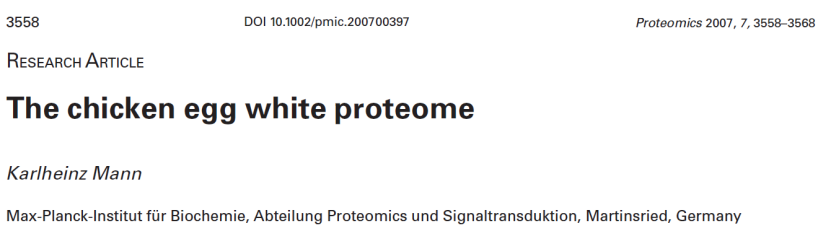 3558 DOI 10.1002/pmic.200700397 Proteomics 2007, 7, 3558–3568
RESEARCH ARTICLE
The chicken egg white proteome
Karlheinz Mann
Max-Planck-Institut für Biochemie, Abteilung Proteomics und Signaltransduktion, Martinsried, Germany